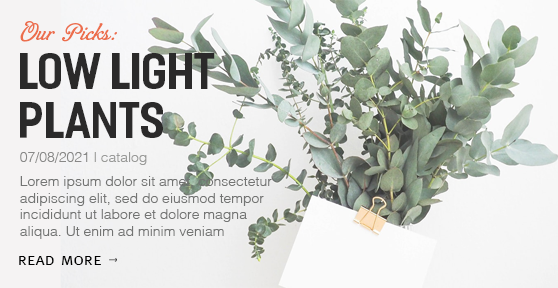 Our Picks:
LOW LIGHT
PLANTS
07/08/2021 | catalog
Lorem ipsum dolor sit amet, consectetur
adipiscing elit, sed do eiusmod tempor
incididunt ut labore et dolore magna
aliqua. Ut enim ad minim veniam
READ MORE →